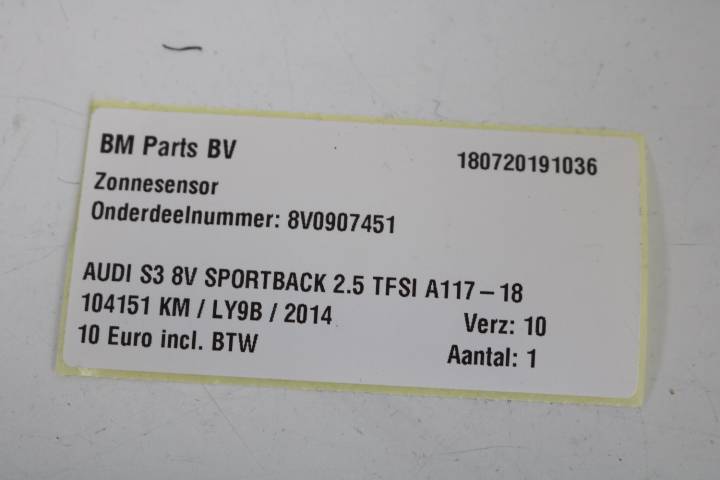 BM Parts BV 180720191036
Zonnesensor
Onderdeelnummer: 8V0907451
AUDI S3 8V SPORTBACK 2.5 TFSI A117-18
104151 KM / LY9B / 2014 Verz: 10
10 Euro incl. BTW Aantal: 1